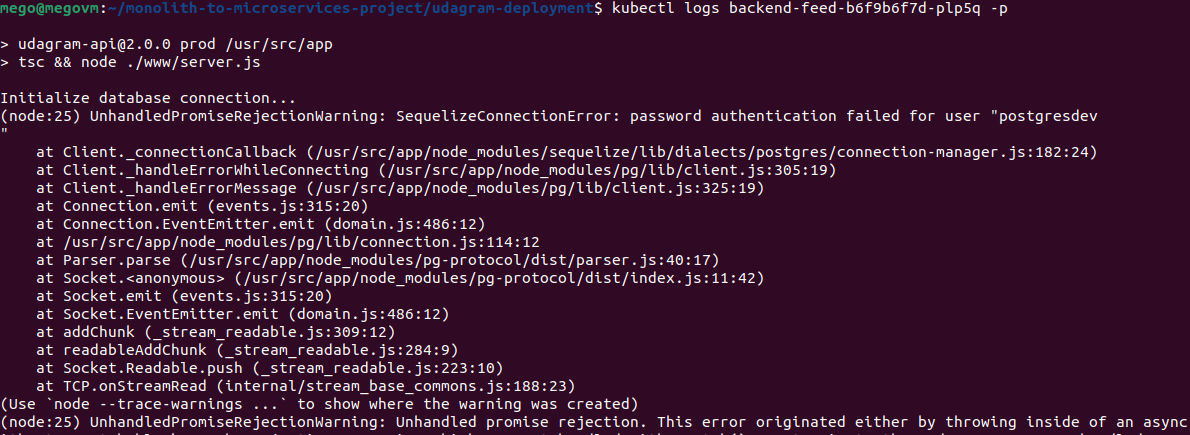 mego@megovm:~/monolith-to-microservices-project/udagram-deployment$ kubectl logs backend-feed-b6f9b6f7d-plp5q -p
> udagram-api@2.0.0 prod /usr/src/app
> tsc && node ./www/server.js
Initialize database connection...
(node:25) UnhandledPromiseRejectionWarning: SequelizeConnectionError: password authentication failed for user "postgresdev
"
    at Client._connectionCallback (/usr/src/app/node_modules/sequelize/lib/dialects/postgres/connection-manager.js:182:24)
    at Client._handleErrorWhileConnecting (/usr/src/app/node_modules/pg/lib/client.js:305:19)
    at Client._handleErrorMessage (/usr/src/app/node_modules/pg/lib/client.js:325:19)
    at Connection.emit (events.js:315:20)
    at Connection.EventEmitter.emit (domain.js:486:12)
    at /usr/src/app/node_modules/pg/lib/connection.js:114:12
    at Parser.parse (/usr/src/app/node_modules/pg-protocol/dist/parser.js:40:17)
    at Socket.<anonymous> (/usr/src/app/node_modules/pg-protocol/dist/index.js:11:42)
    at Socket.emit (events.js:315:20)
    at Socket.EventEmitter.emit (domain.js:486:12)
    at addChunk (_stream_readable.js:309:12)
    at readableAddChunk (_stream_readable.js:284:9)
    at Socket.Readable.push (_stream_readable.js:223:10)
    at TCP.onStreamRead (internal/stream_base_commons.js:188:23)
(Use `node --trace-warnings ...` to show where the warning was created)
(node:25) UnhandledPromiseRejectionWarning: Unhandled promise rejection. This error originated either by throwing inside of an async